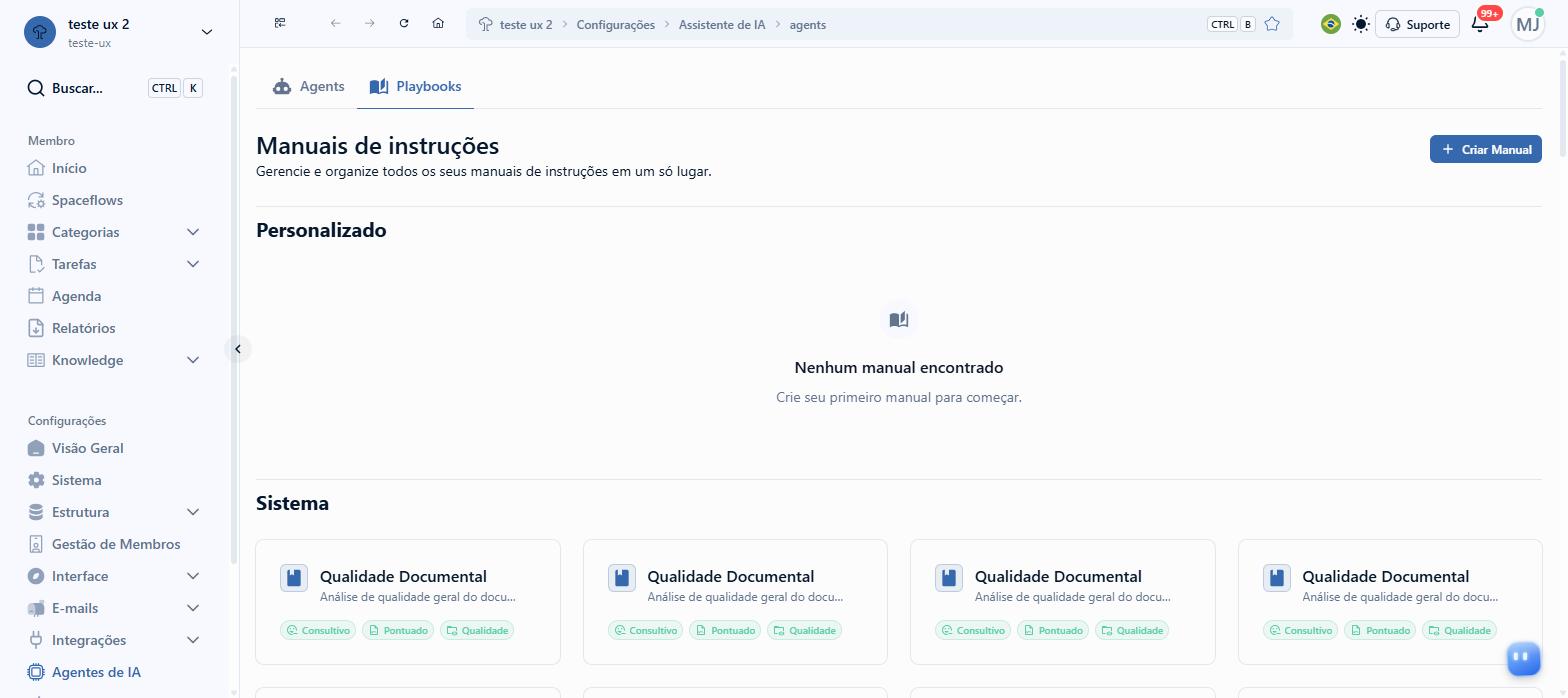 teste ux 2
teste-ux
Buscar...
CTRL K
Membro
Início
Spaceflows
Categorias
Tarefas
Agenda
Relatórios
Knowledge
Configurações
Visão Geral
Sistema
Estrutura
Gestão de Membros
Interface
E-mails
Integrações
Agentes de IA
teste ux 2 > Configurações > Assistente de IA > agents
CTRL B
Suporte
99+
MJ
Agents
Playbooks
Manuais de instruções
Gerencie e organize todos os seus manuais de instruções em um só lugar.
+ Criar Manual
Personalizado
Nenhum manual encontrado
Crie seu primeiro manual para começar.
Sistema
Qualidade Documental
Análise de qualidade geral do docu...
Consultivo Pontuado Qualidade
Qualidade Documental
Análise de qualidade geral do docu...
Consultivo Pontuado Qualidade
Qualidade Documental
Análise de qualidade geral do docu...
Consultivo Pontuado Qualidade
Qualidade Documental
Análise de qualidade geral do docu...
Consultivo Pontuado Qualidade